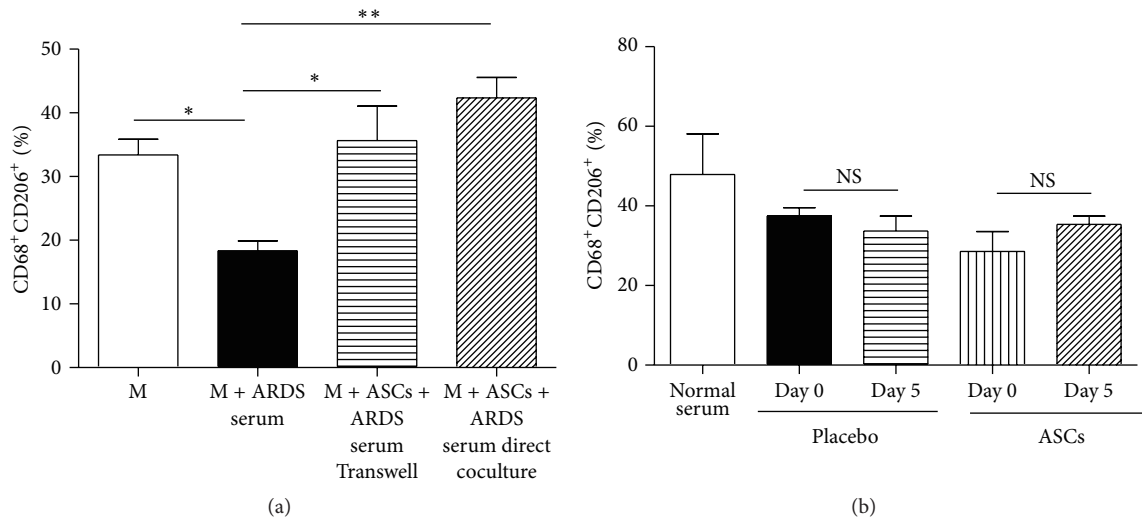 **
*
*
50
40
30
20
10
0
CD68+ CD206+ (%)
M
M + ARDS
serum
M + ASCs +
ARDS
serum
Transwell
M + ASCs +
ARDS
serum direct
coculture
(a)
80
60
40
20
0
CD68+ CD206+ (%)
NS
NS
Normal
serum
Day 0
Day 5
Day 0
Day 5
Placebo
ASCs
(b)